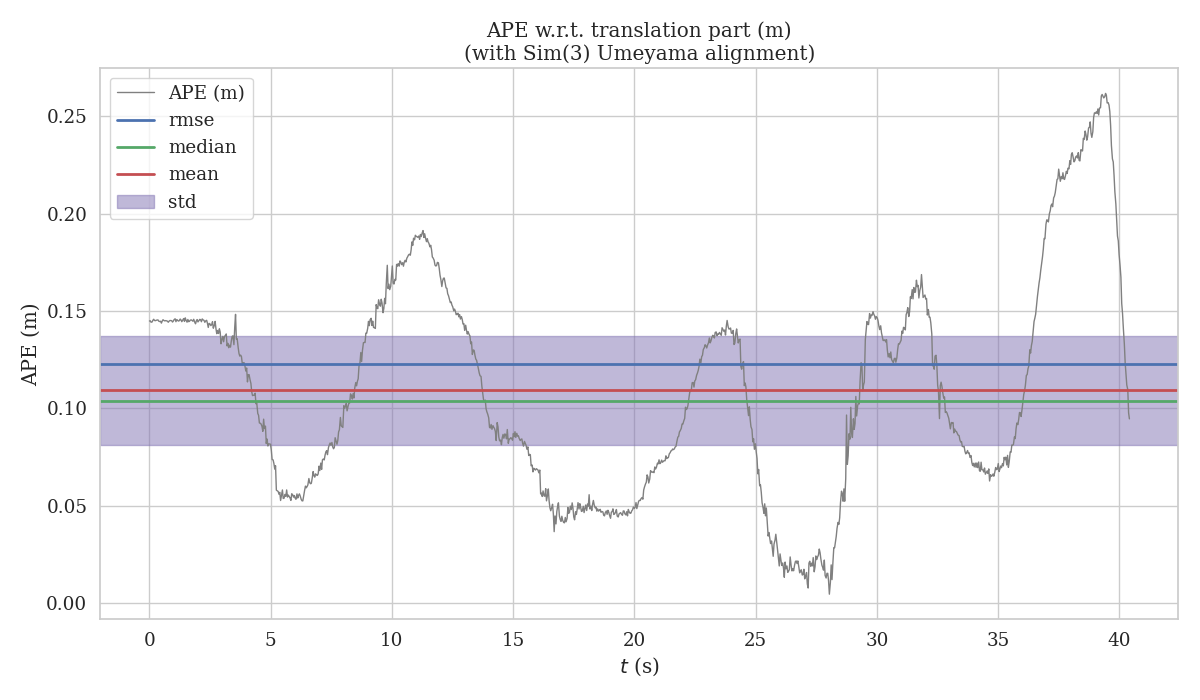 APE w.r.t. translation part (m)
(with Sim(3) Umeyama alignment)
APE (m)
rmse
median
mean
std
APE (m)
0.25
0.20
0.15
0.10
0.05
0.00
0 5 10 15 20 25 30 35 40
t (s)